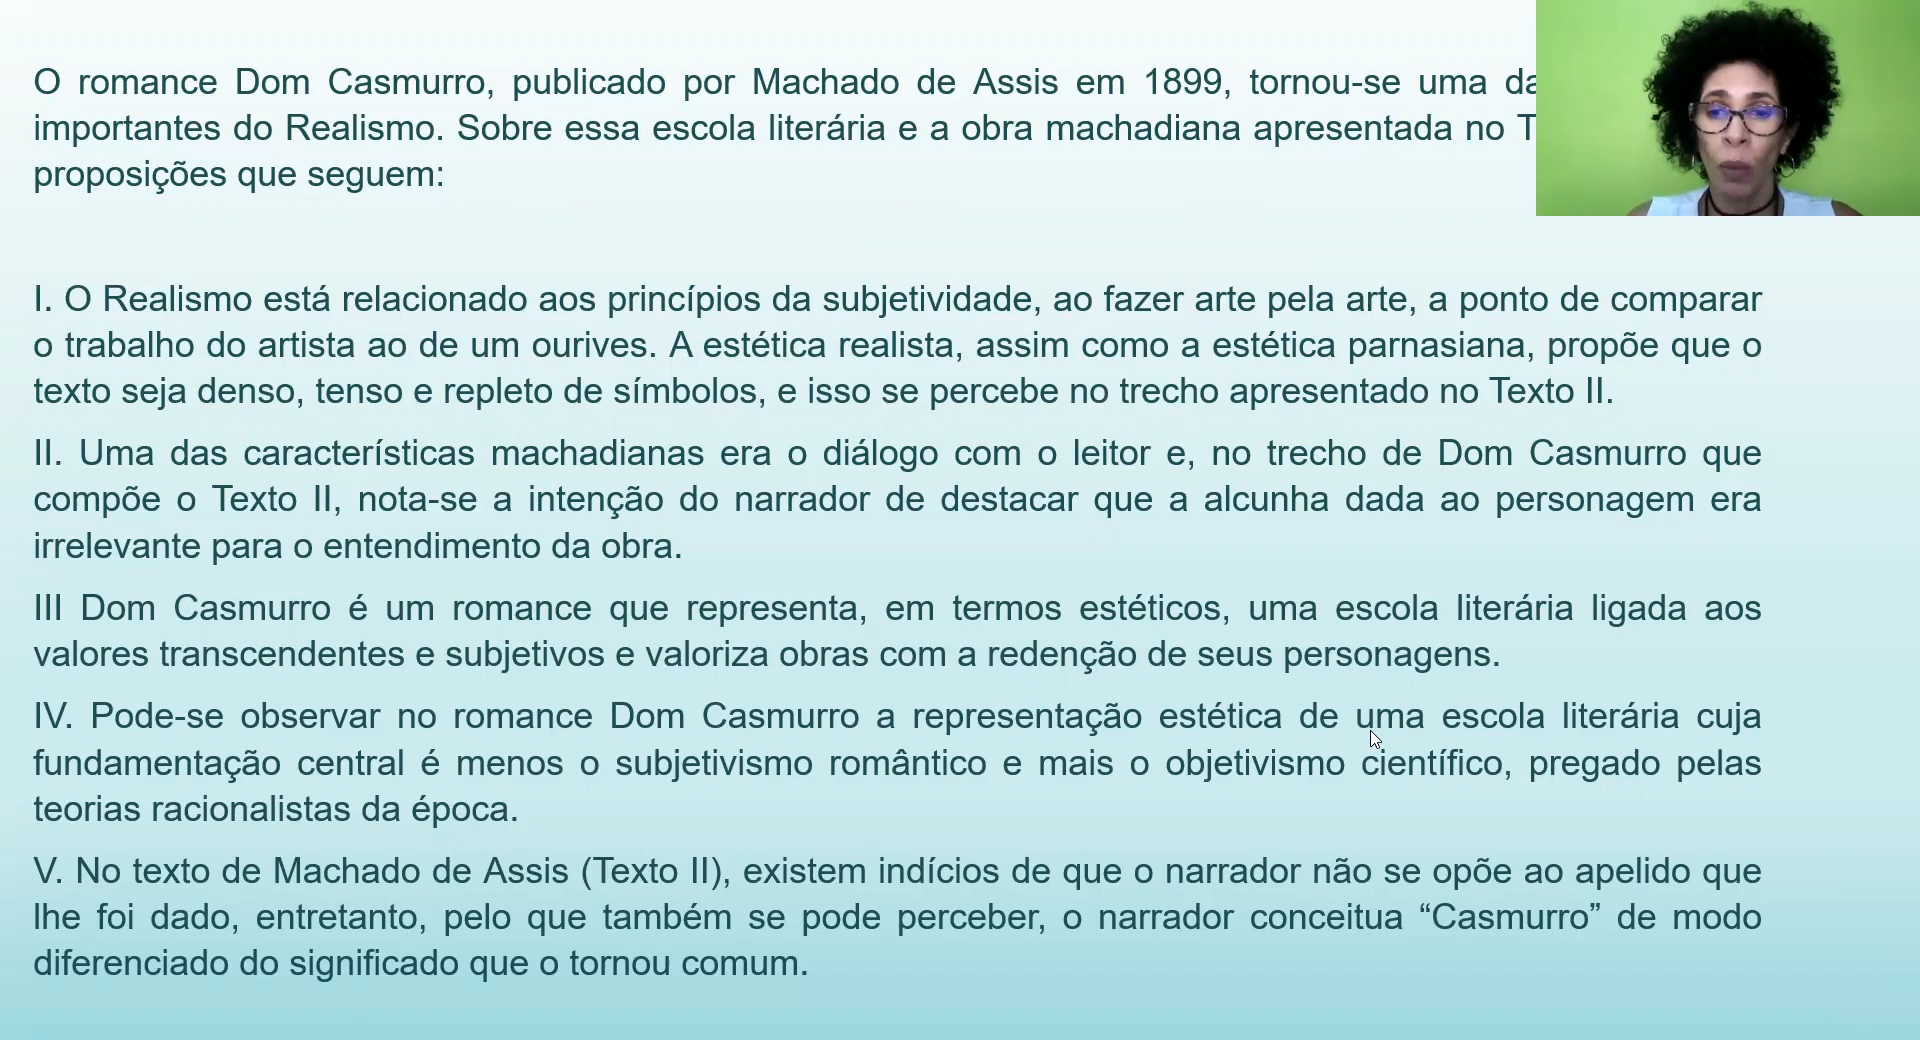 O romance Dom Casmurro, publicado por Machado de Assis em 1899, tornou-se uma
importantes do Realismo. Sobre essa escola literária e a obra machadiana apresentada no
proposições que seguem:
I. O Realismo está relacionado aos princípios da subjetividade, ao fazer arte pela arte, a ponto de comparar
o trabalho do artista ao de um ourives. A estética realista, assim como a estética parnasiana, propõe que o
texto seja denso, tenso e repleto de símbolos, e isso se percebe no trecho apresentado no Texto II.
II. Uma das características machadianas era o diálogo com o leitor e, no trecho de Dom Casmurro que
compõe o Texto II, nota-se a intenção do narrador de destacar que a alcunha dada ao personagem era
irrelevante para o entendimento da obra.
III Dom Casmurro é um romance que representa, em termos estéticos, uma escola literária ligada aos
valores transcendentes e subjetivos e valoriza obras com a redenção de seus personagens.
IV. Pode-se observar no romance Dom Casmurro a representação estética de uma escola literária cuja
fundamentação central é menos o subjetivismo romântico e mais o objetivismo científico, pregado pelas
teorias racionalistas da época.
V. No texto de Machado de Assis (Texto II), existem indícios de que o narrador não se opõe ao apelido que
lhe foi dado, entretanto, pelo que também se pode perceber, o narrador conceitua “Casmurro” de modo
diferenciado do significado que o tornou comum.